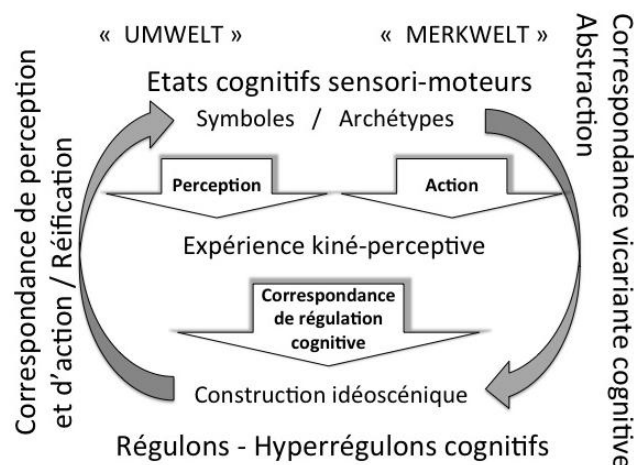 « UMWELT »
« MERKWELT »
Etats cognitifs sensori-moteurs
Symboles / Archétypes
Perception
Action
Expérience kiné-perceptive
Correspondance
de régulation
cognitive
Construction idéoscénique
Régulons - Hyperrégulons cognitifs
Correspondance de perception
et d’action / Réification
Correspondance vicariante cognitive
Abstraction